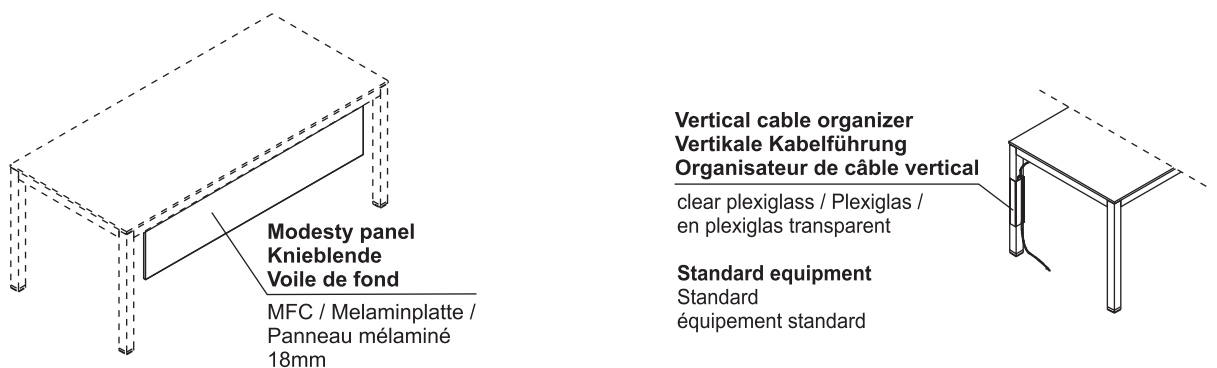 Modesty panel
Knieblende
Voile de fond
MFC / Melaminplatte /
Panneau mélaminé
18mm
Vertical cable organizer
Vertikale Kabelführung
Organisateur de câble vertical
clear plexiglass / Plexiglas /
en plexiglas transparent
Standard equipment
Standard
équipement standard